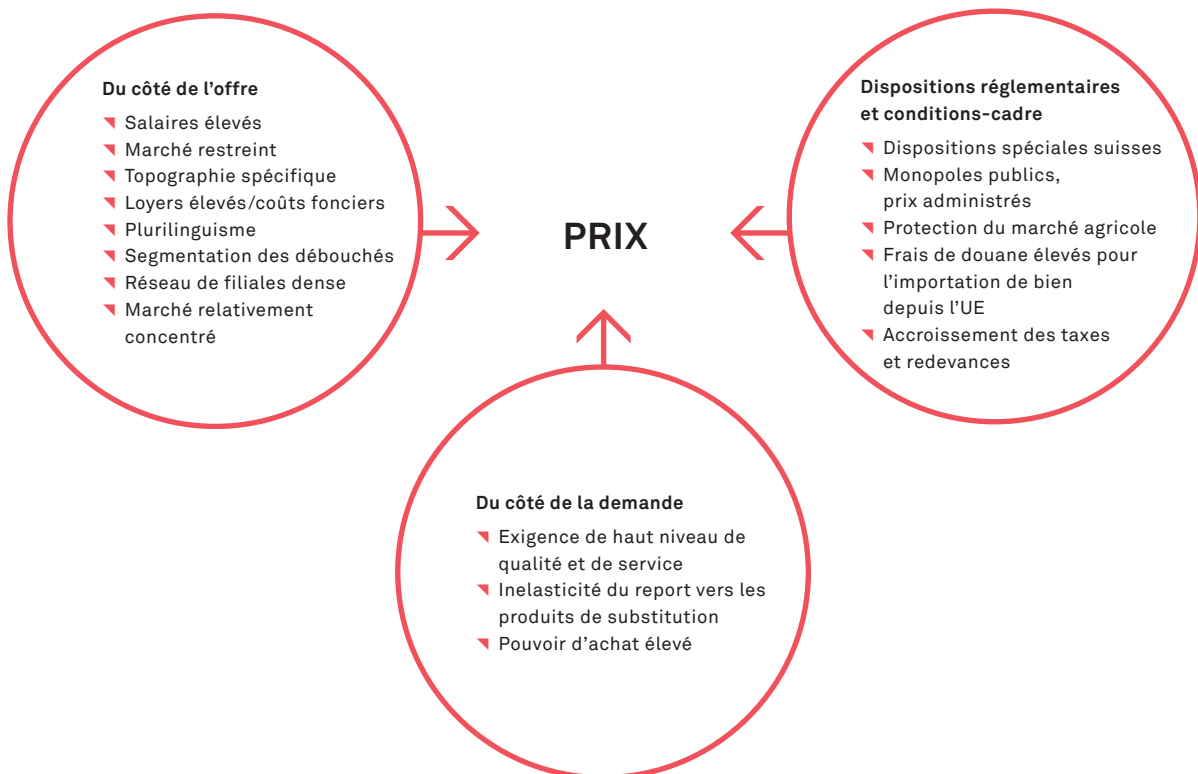 Du côté de l'offre
Salaires élevés
Marché restreint
Topographie spécifique
Loyers élevés/coûts fonciers
Plurilinguisme
Segmentation des débouchés
Réseau de filiales dense
Marché relativement
concentré
PRIX
Dispositions réglementaires
et conditions-cadre
Dispositions spéciales suisses
Monopoles publics,
prix administrés
Protection du marché agricole
Frais de douane élevés pour
l'importation de bien
depuis l'UE
Accroissement des taxes
et redevances
Du côté de la demande
Exigence de haut niveau de
qualité et de service
Inelasticité du report vers les
produits de substitution
Pouvoir d'achat élevé